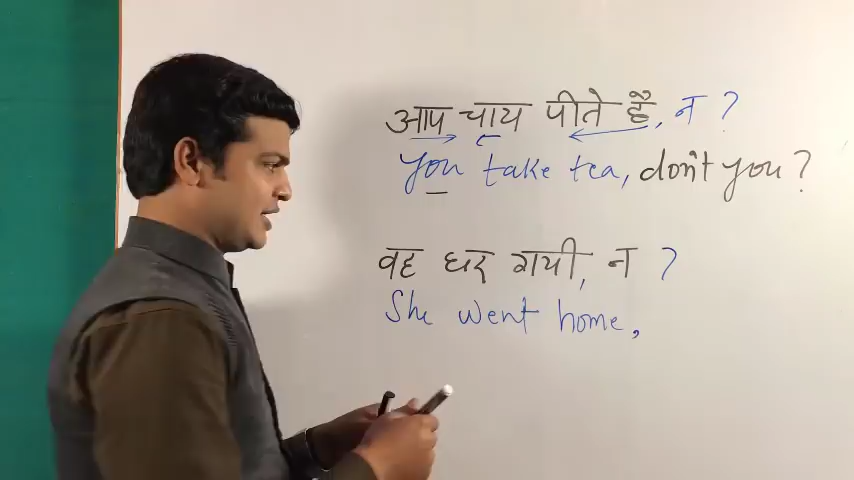 आप चाय पीते हैं, न ?
you take tea, don't you ?
वह घर गयी, न ?
She went home,